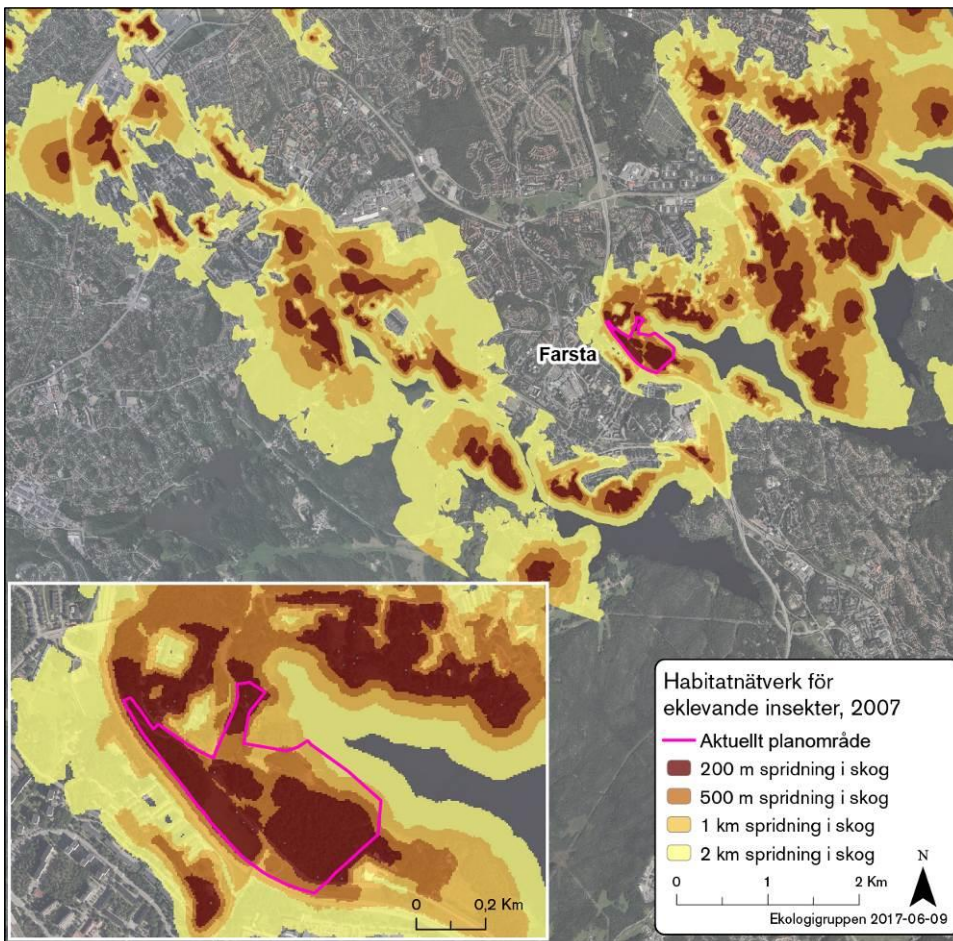 Farsta
0
0,2 Km
Habitatnätverk för
eklevande insekter, 2007
Aktuellt planområde
200 m spridning i skog
500 m spridning i skog
1 km spridning i skog
2 km spridning i skog
N
0 1 2 Km
Ekologigruppen 2017-06-09